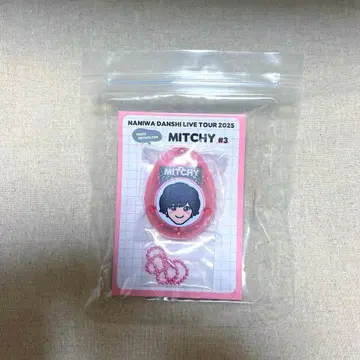 NANIWA DANSHI LIVE TOUR 2025
MITCHY #3
MITCHY